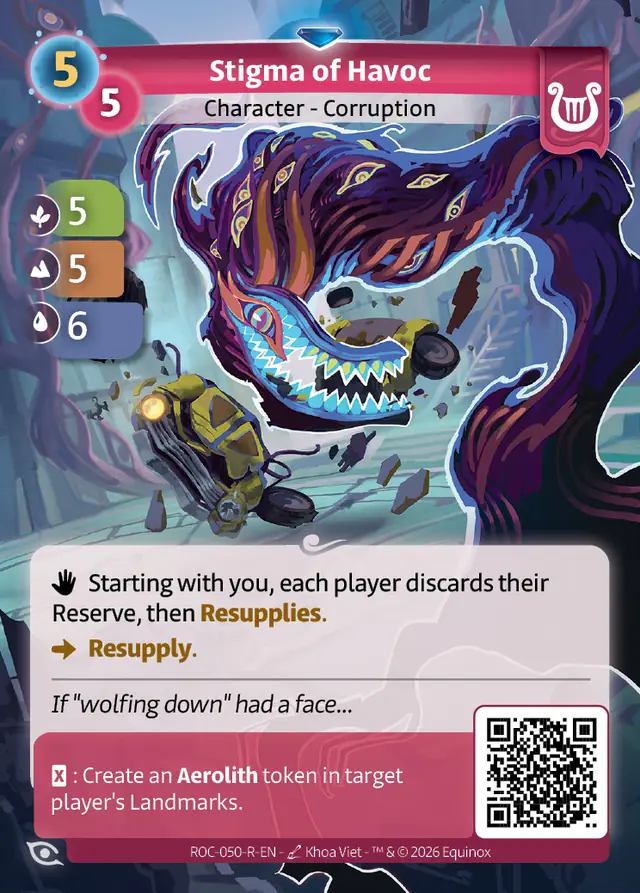 5
Stigma of Havoc
5
Character - Corruption
5
5
6
Starting with you, each player discards their
Reserve, then Resupplies.
Resupply.
If "wolfing down" had a face...
X : Create an Aerolith token in target
player's Landmarks.
ROC-050-R-EN - Khoa Viet - ™ & © 2026 Equinox